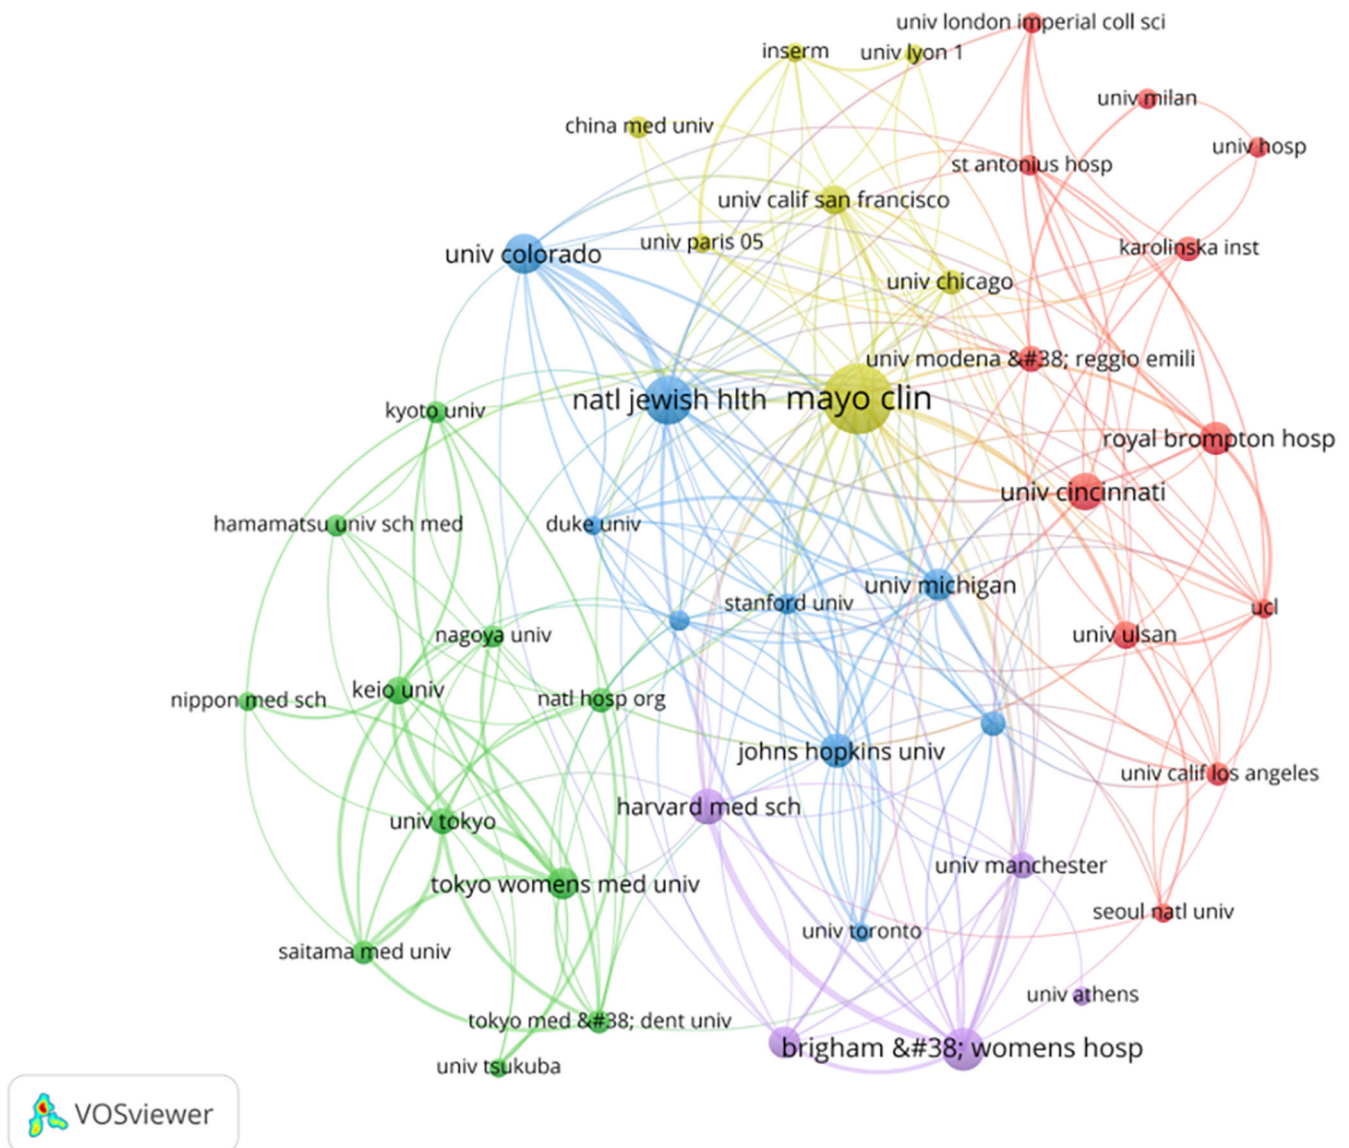 univ london imperial coll sci
inserm
univ lyon 1
univ milan
china med univ
univ hosp
st antonius hosp
univ calif san francisco
univ paris 05
karolinska inst
univ colorado
univ chicago
univ modena &#38; reggio emili
natl jewish hlth
mayo clin
kyoto univ
royal brompton hosp
univ cincinnati
hamamatsu univ sch med
duke univ
univ michigan
stanford univ
ucl
nagoya univ
univ ulsan
keio univ
nippon med sch
natl hosp org
johns hopkins univ
univ calif los angeles
harvard med sch
univ tokyo
univ manchester
tokyo womens med univ
seoul natl univ
univ toronto
saitama med univ
univ athens
tokyo med &#38; dent univ
brigham &#38; womens hosp
univ tsukuba
VOSviewer